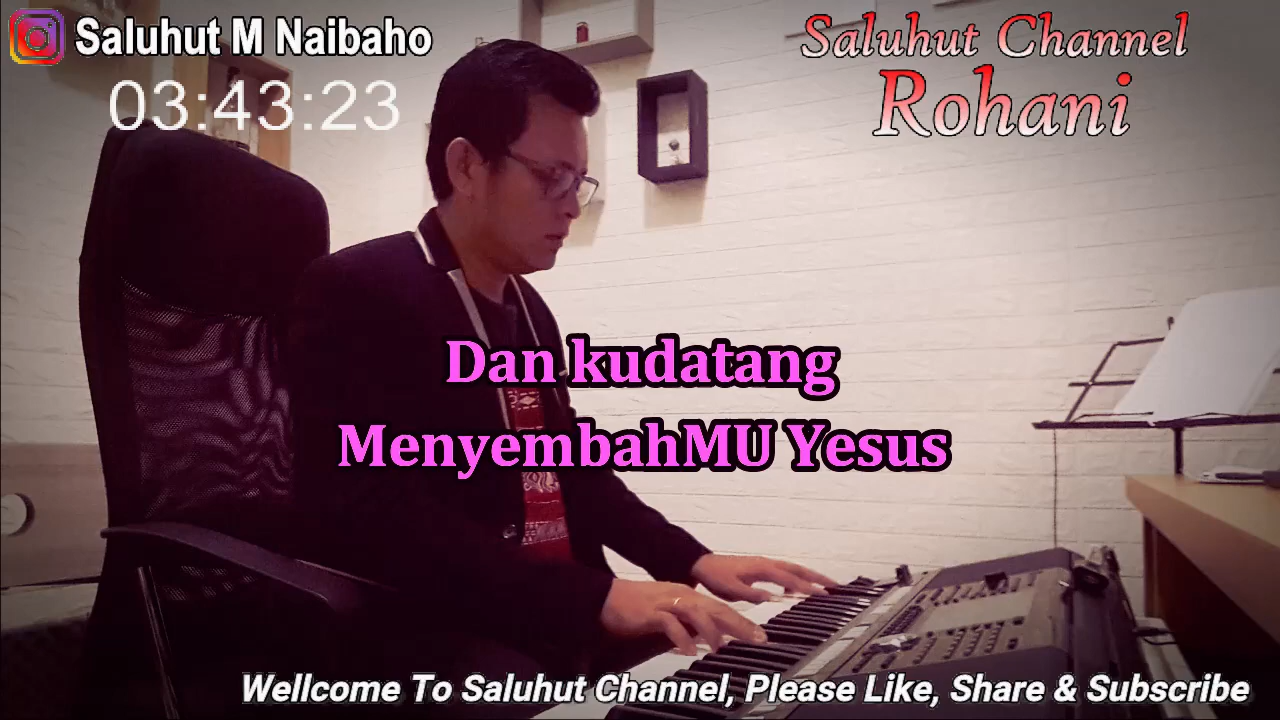 Saluhut M Naibaho
03:43:23
Saluhut Channel
Rohani
Dan kudatang
MenyembahMU Yesus
Wellcome To Saluhut Channel, Please Like, Share & Subscribe